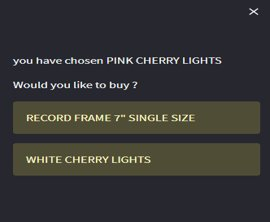 you have chosen PINK CHERRY LIGHTS
Would you like to buy ?
RECORD FRAME 7" SINGLE SIZE
WHITE CHERRY LIGHTS